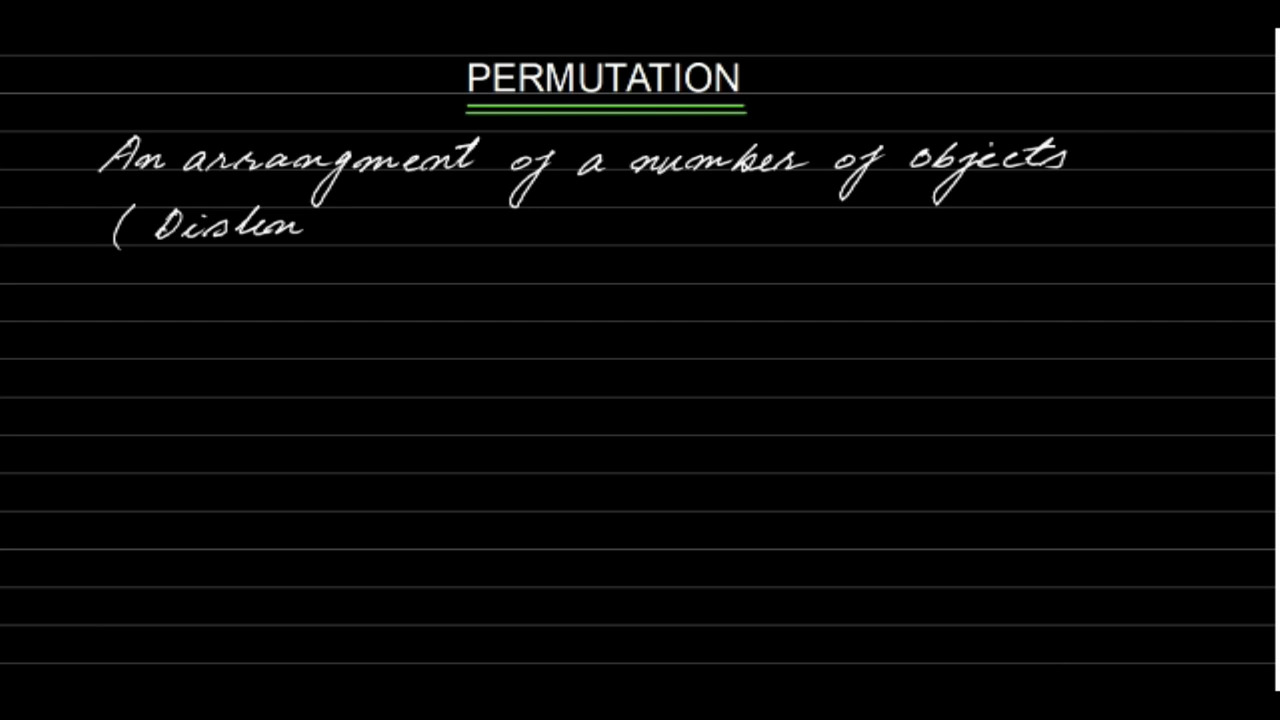 PERMUTATION
An arrangment of a number of objects
( Distin